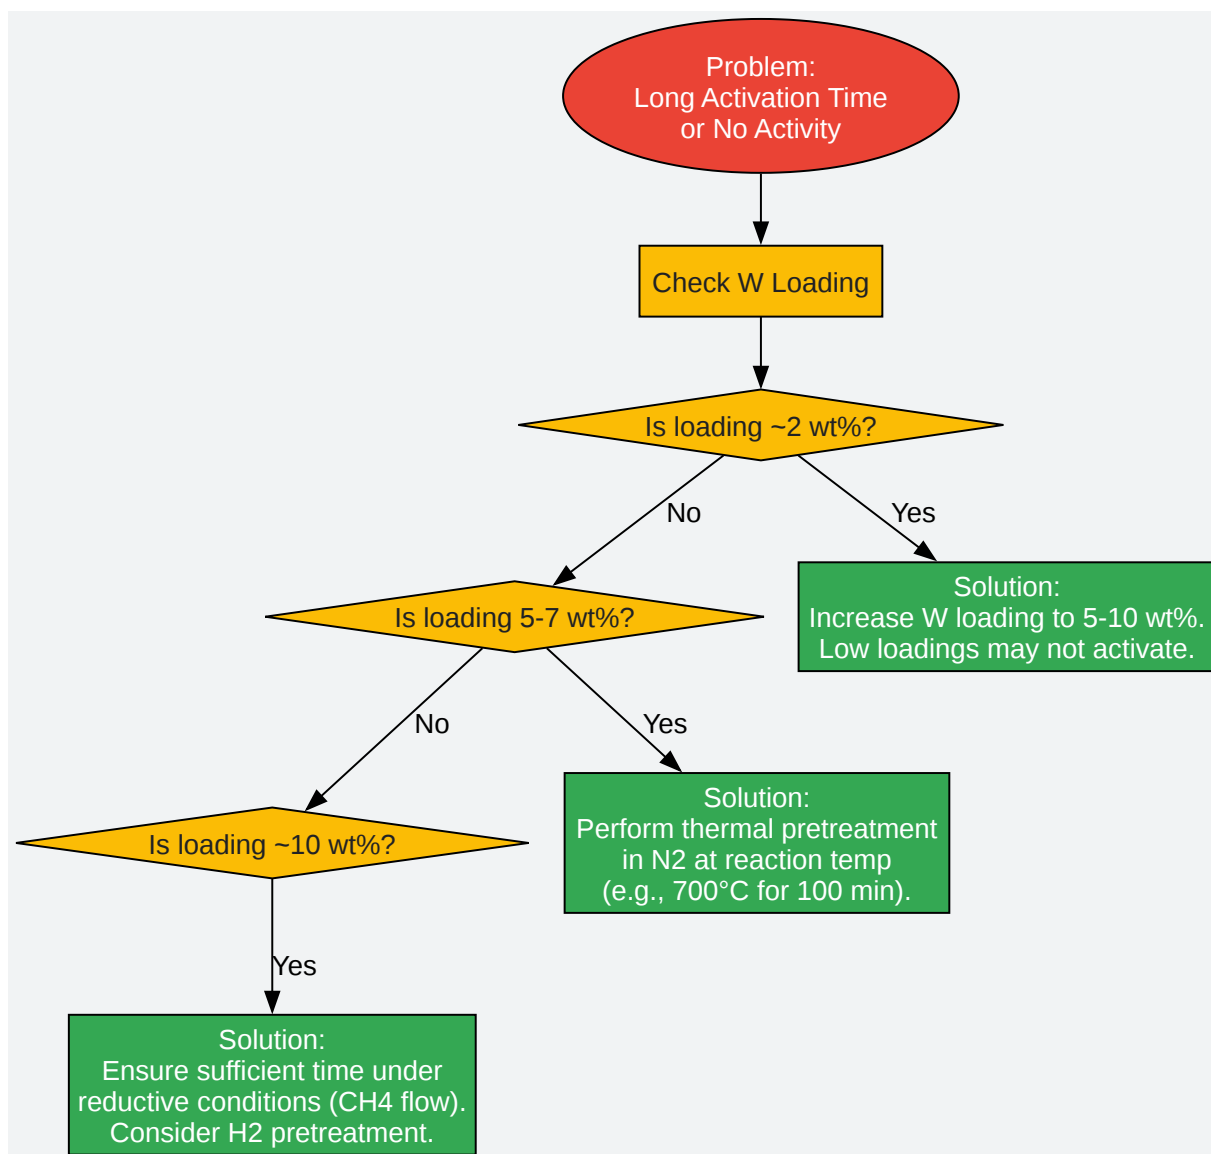 Problem:
Long Activation Time
or No Activity
Check W Loading
Is loading ~2 wt%?
No
Yes
Solution:
Increase W loading to 5-10 wt%.
Low loadings may not activate.
Is loading 5-7 wt%?
No
Yes
Solution:
Perform thermal pretreatment
in N2 at reaction temp
(e.g., 700°C for 100 min).
Is loading ~10 wt%?
Yes
Solution:
Ensure sufficient time under
reductive conditions (CH4 flow).
Consider H2 pretreatment.